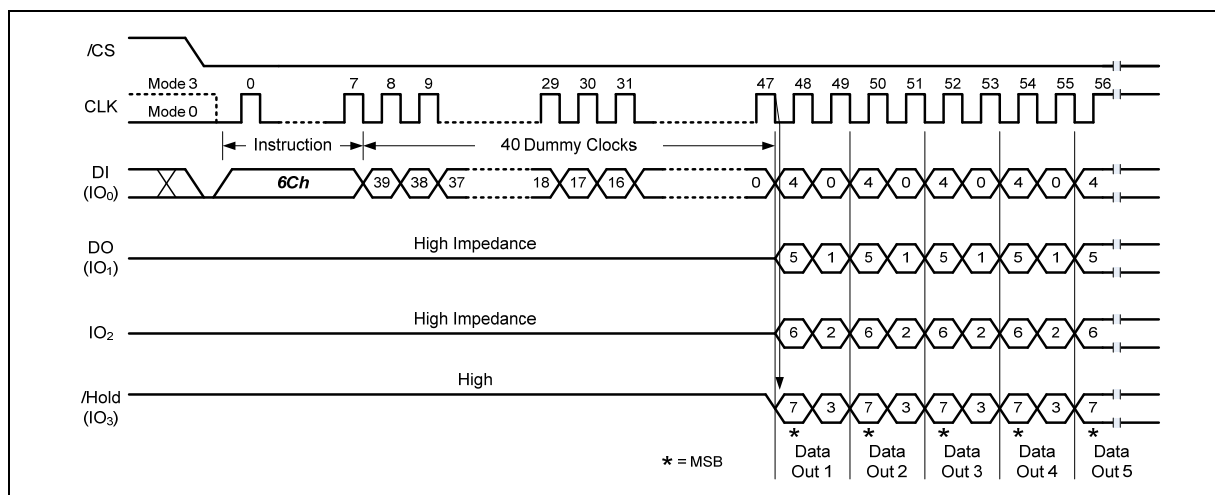 /CS
Mode 3 0 7 8 9 29 30 31 47 48 49 50 51 52 53 54 55 56
CLK
Mode 0
Instruction 40 Dummy Clocks
DI
(IO0)
6Ch 39 38 37 18 17 16 0 4 0 4 0 4 0 4 0 4
DO
(IO1)
High Impedance
5 1 5 1 5 1 5 1 5
IO2
High Impedance
6 2 6 2 6 2 6 2 6
/Hold
(IO3)
High
7 3 7 3 7 3 7 3 7
* * * * *
* = MSB
Data Out 1
Data Out 2
Data Out 3
Data Out 4
Data Out 5